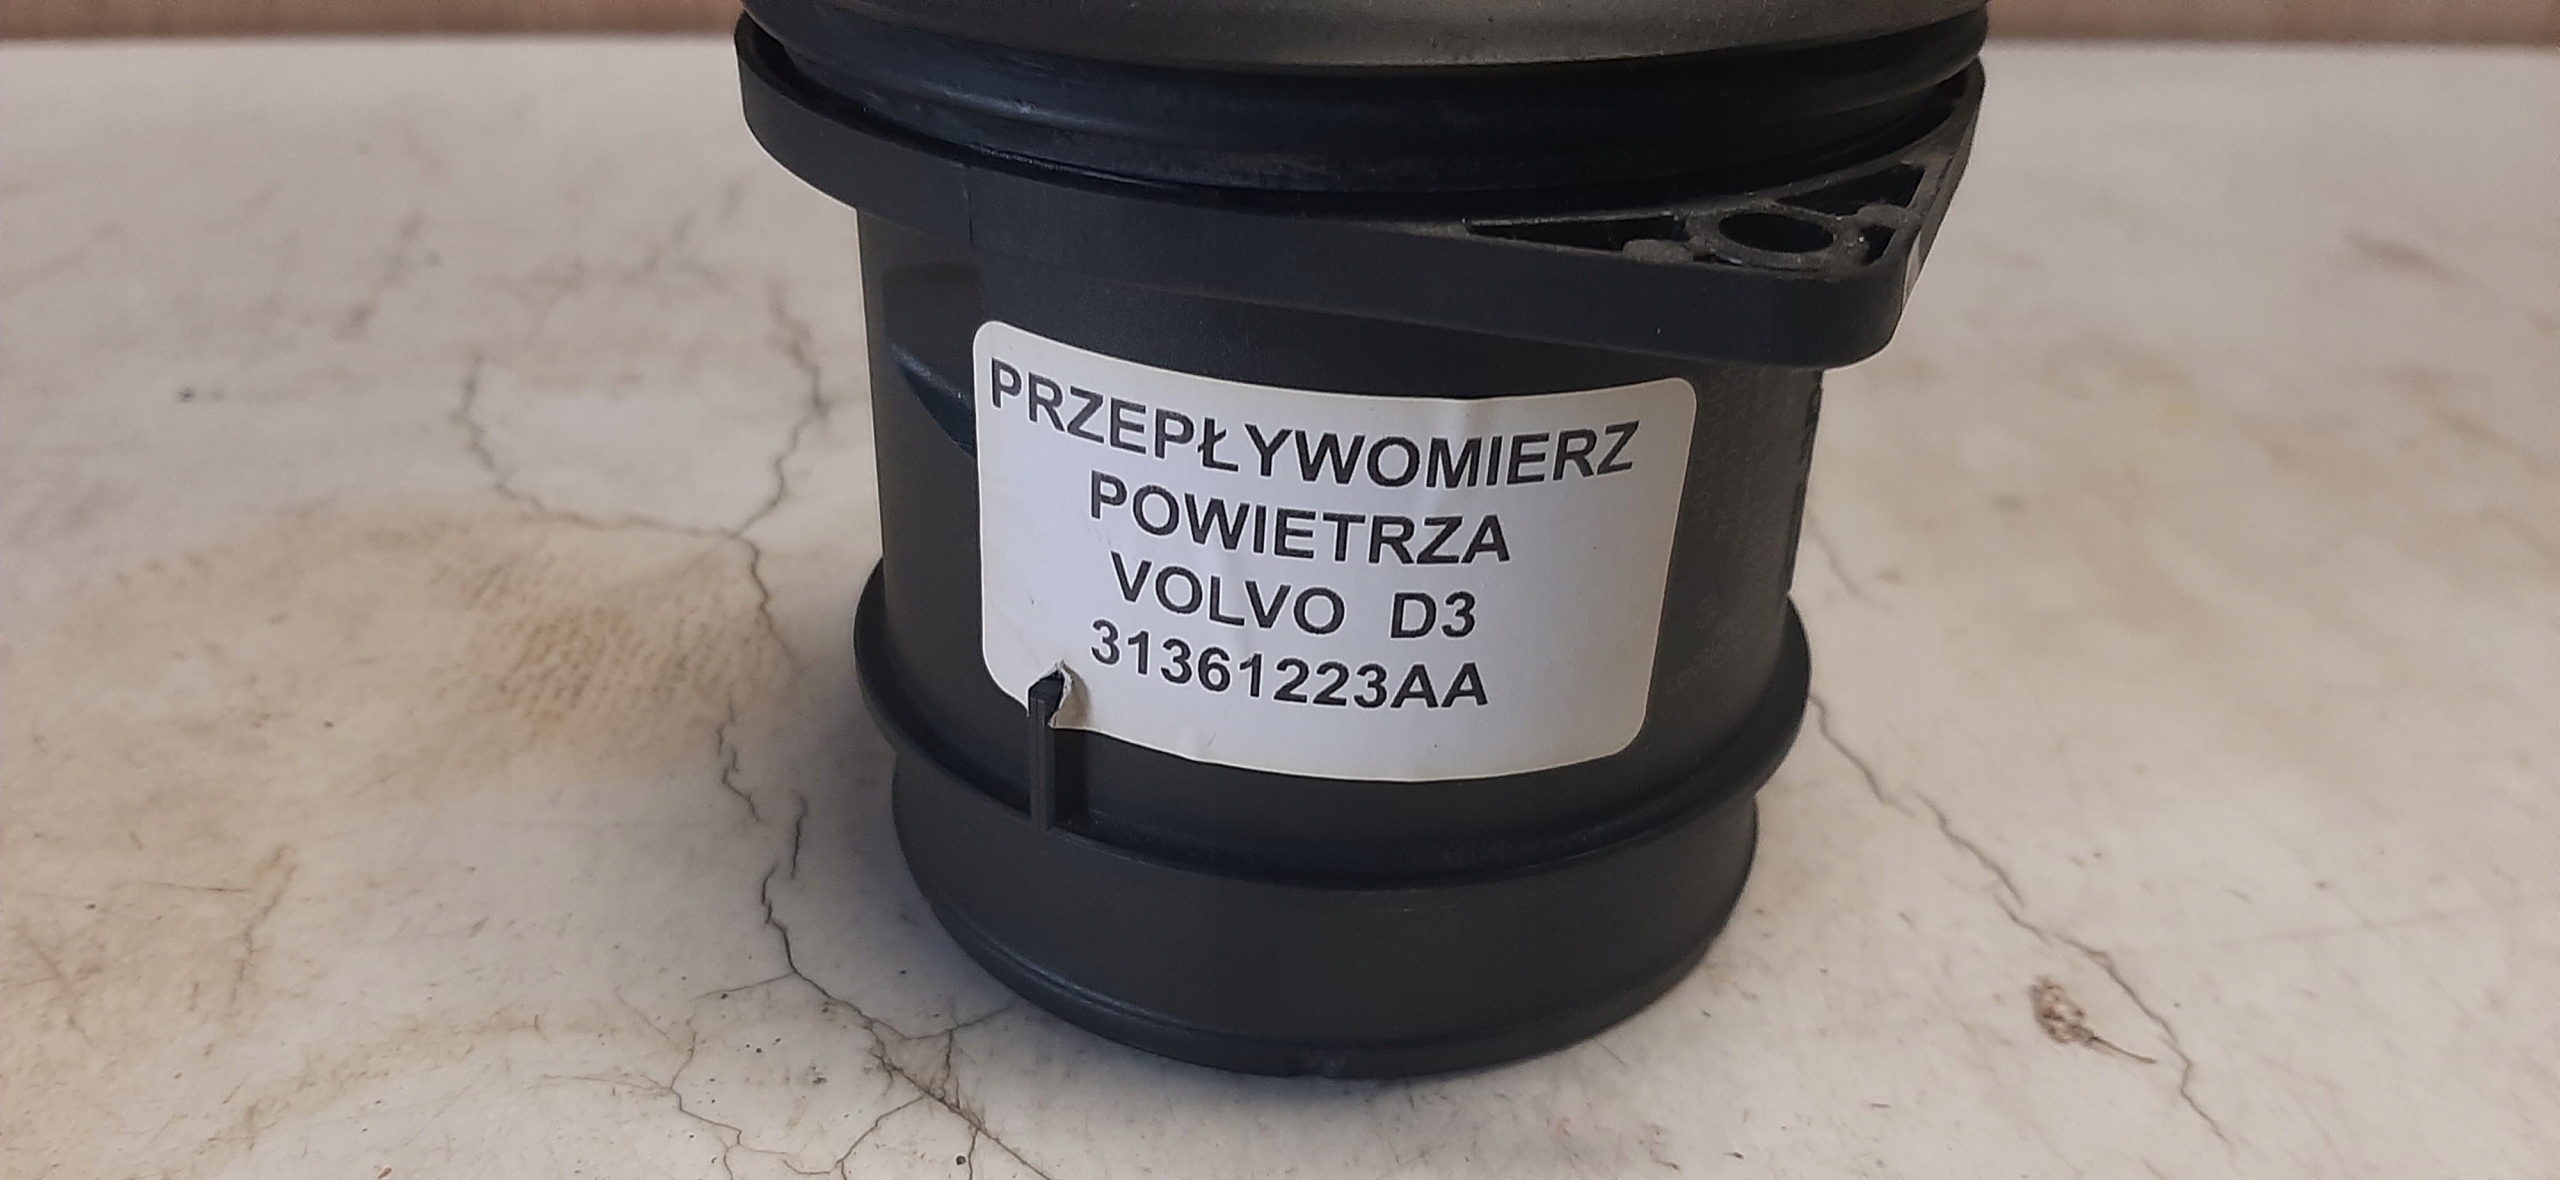 PRZEPŁYWOMIERZ
POWIETRZA
VOLVO D3
31361223AA